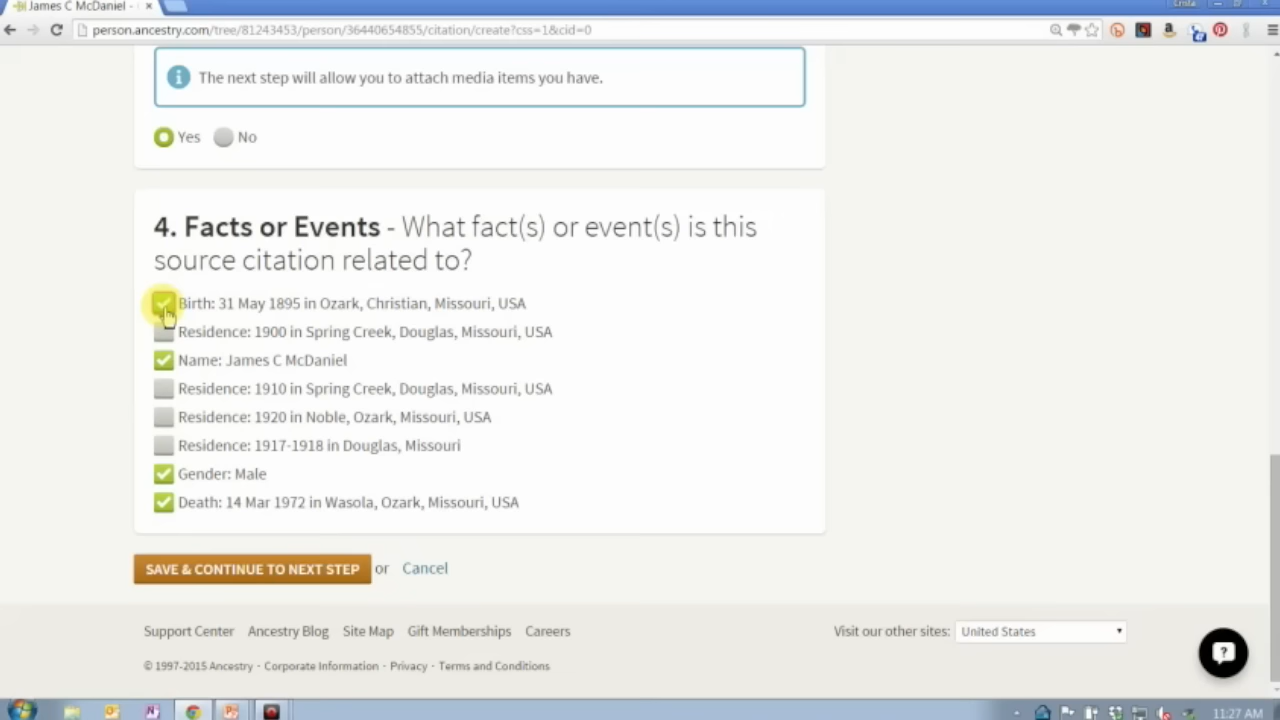 James C McDaniel -
Crista
person.ancestry.com/tree/81243453/person/36440654855/citation/create?css=1&cid=0
The next step will allow you to attach media items you have.
Yes No
4. Facts or Events - What fact(s) or event(s) is this
source citation related to?
Birth: 31 May 1895 in Ozark, Christian, Missouri, USA
Residence: 1900 in Spring Creek, Douglas, Missouri, USA
Name: James C McDaniel
Residence: 1910 in Spring Creek, Douglas, Missouri, USA
Residence: 1920 in Noble, Ozark, Missouri, USA
Residence: 1917-1918 in Douglas, Missouri
Gender: Male
Death: 14 Mar 1972 in Wasola, Ozark, Missouri, USA
SAVE & CONTINUE TO NEXT STEP or Cancel
Support Center Ancestry Blog Site Map Gift Memberships Careers
Visit our other sites: United States
© 1997-2015 Ancestry · Corporate Information · Privacy · Terms and Conditions
11:27 AM